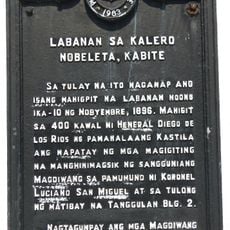 1963
LABANAN SA KALERO
NOBELETA, KABITE
SA TULAY NA ITO NAGANAP ANG
ISANG MAHIGPIT NA LABANAN NOONG
IKA-10 NG NOBYEMBRE, 1896. MAHIGIT
SA 400 KAWAL NI HENERAL DIEGO DE
LOS RIOS NG PAMAHALAANG KASTILA
ANG NAPATAY NG MGA MAGIGITING
NA MANGHIHIMAGSIK NG SANGGUNIANG
MAGDIWANG SA PAMUMUNO NI KORONEL
LUCIANO SAN MIGUEL AT SA TULONG
NG MATIBAY NA TANGGULAN BLG. 2.
NAGTAGUMPAY ANG MGA MAGDIWANG